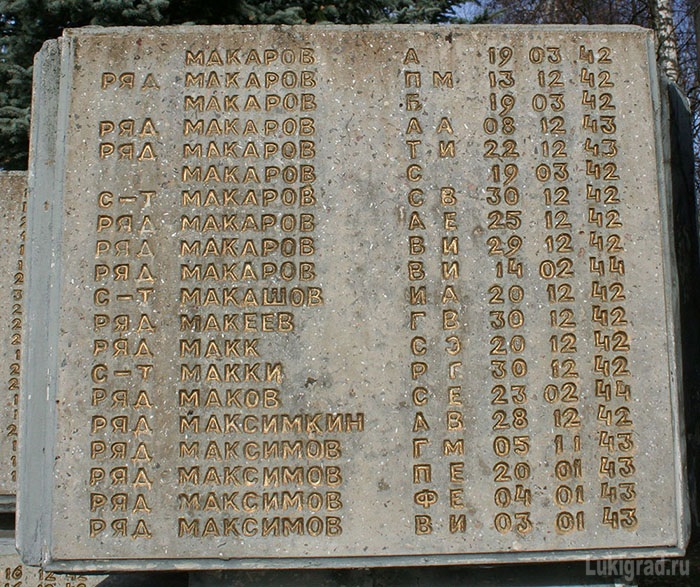 МАКАРОВ А 19 03 42
РЯД МАКАРОВ П М 13 12 42
МАКАРОВ Б 19 03 42
РЯД МАКАРОВ А А 08 12 43
РЯД МАКАРОВ Т И 22 12 43
МАКАРОВ С 19 03 42
С-Т МАКАРОВ С В 30 12 42
РЯД МАКАРОВ А Е 25 12 42
РЯД МАКАРОВ В И 29 12 42
РЯД МАКАРОВ В И 14 02 44
С-Т МАКАШОВ И А 20 12 42
РЯД МАКЕЕВ Г В 30 12 42
РЯД МАКК С Э 20 12 42
С-Т МАККИ Р Г 30 12 42
РЯД МАКОВ С Е 23 02 44
РЯД МАКСИМКИН А В 28 12 42
РЯД МАКСИМОВ Г М 05 11 43
РЯД МАКСИМОВ П Е 20 01 43
РЯД МАКСИМОВ Ф Е 04 01 43
РЯД МАКСИМОВ В И 03 01 43
Lukigrad.ru